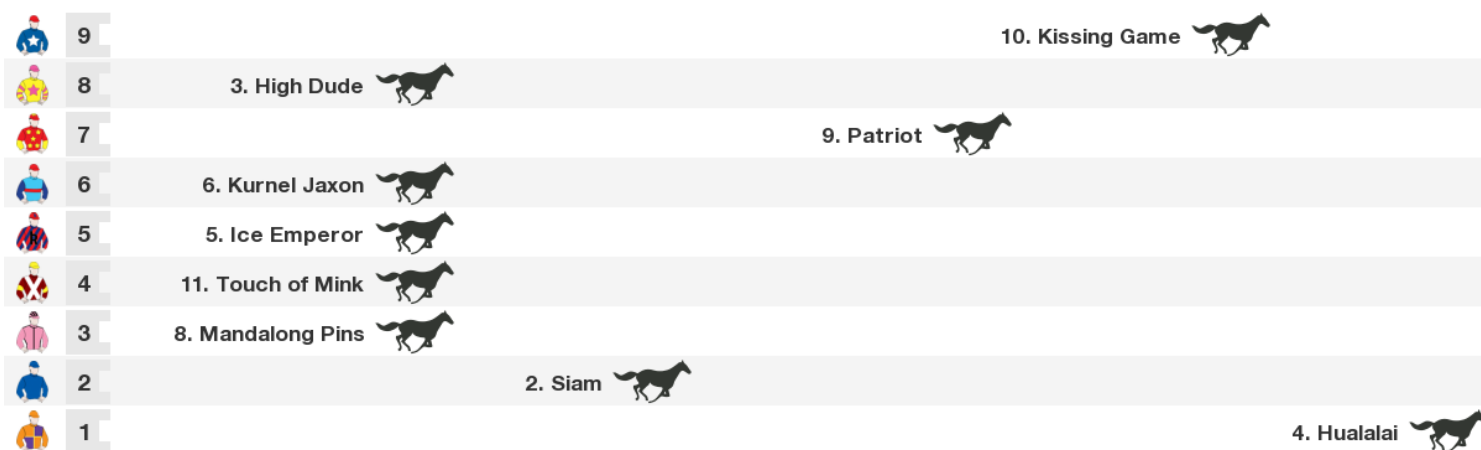 9 10. Kissing Game
8 3. High Dude
7 9. Patriot
6 6. Kurnel Jaxon
5 5. Ice Emperor
4 11. Touch of Mink
3 8. Mandalong Pins
2 2. Siam
1 4. Hualalai